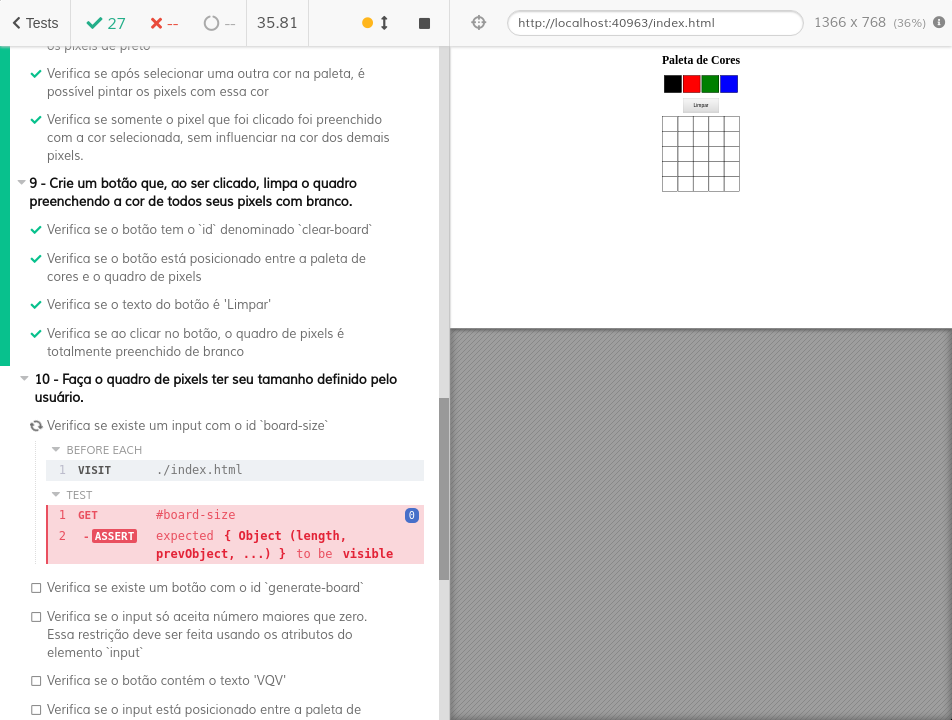 Tests
27
--
--
35.81
http://localhost:40963/index.html
1366 x 768 (36%)
os pixels de preto
Verifica se após selecionar uma outra cor na paleta, é
possível pintar os pixels com essa cor
Verifica se somente o pixel que foi clicado foi preenchido
com a cor selecionada, sem influenciar na cor dos demais
pixels.
9 - Crie um botão que, ao ser clicado, limpa o quadro
preenchendo a cor de todos seus pixels com branco.
Verifica se o botão tem o `id` denominado `clear-board`
Verifica se o botão está posicionado entre a paleta de
cores e o quadro de pixels
Verifica se o texto do botão é 'Limpar'
Verifica se ao clicar no botão, o quadro de pixels é
totalmente preenchido de branco
10 - Faça o quadro de pixels ter seu tamanho definido pelo
usuário.
Verifica se existe um input com o id `board-size`
BEFORE EACH
1 VISIT ./index.html
TEST
1 GET #board-size 0
2 - ASSERT expected { Object (length,
prevObject, ...) } to be visible
Verifica se existe um botão com o id `generate-board`
Verifica se o input só aceita número maiores que zero.
Essa restrição deve ser feita usando os atributos do
elemento `input`
Verifica se o botão contém o texto 'VQV'
Verifica se o input está posicionado entre a paleta de
Paleta de Cores
Limpar